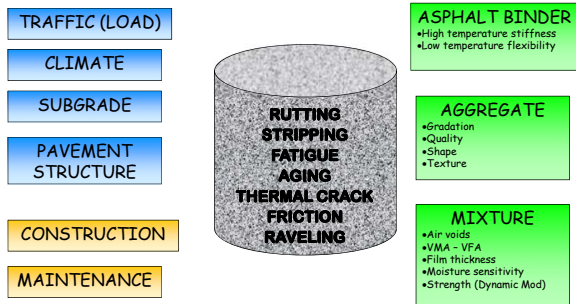 TRAFFIC (LOAD)
CLIMATE
SUBGRADE
PAVEMENT
STRUCTURE
CONSTRUCTION
MAINTENANCE
RUTTING
STRIPPING
FATIGUE
AGING
THERMAL CRACK
FRICTION
RAVELING
ASPHALT BINDER
•High temperature stiffness
•Low temperature flexibility
AGGREGATE
•Gradation
•Quality
•Shape
•Texture
MIXTURE
•Air voids
•VMA – VFA
•Film thickness
•Moisture sensitivity
•Strength (Dynamic Mod)